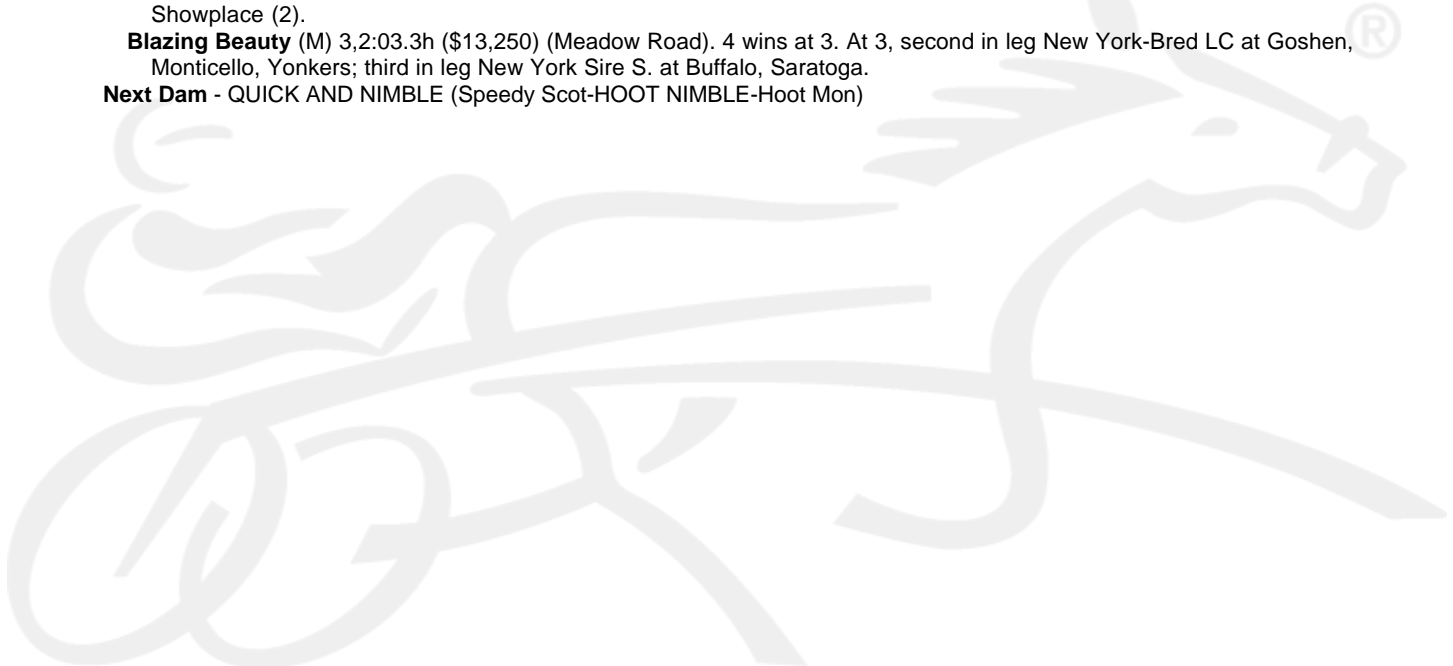 Showplace (2).
Blazing Beauty (M) 3,2:03.3h ($13,250) (Meadow Road). 4 wins at 3. At 3, second in leg New York-Bred LC at Goshen,
Monticello, Yonkers; third in leg New York Sire S. at Buffalo, Saratoga.
Next Dam - QUICK AND NIMBLE (Speedy Scot-HOOT NIMBLE-Hoot Mon)
®